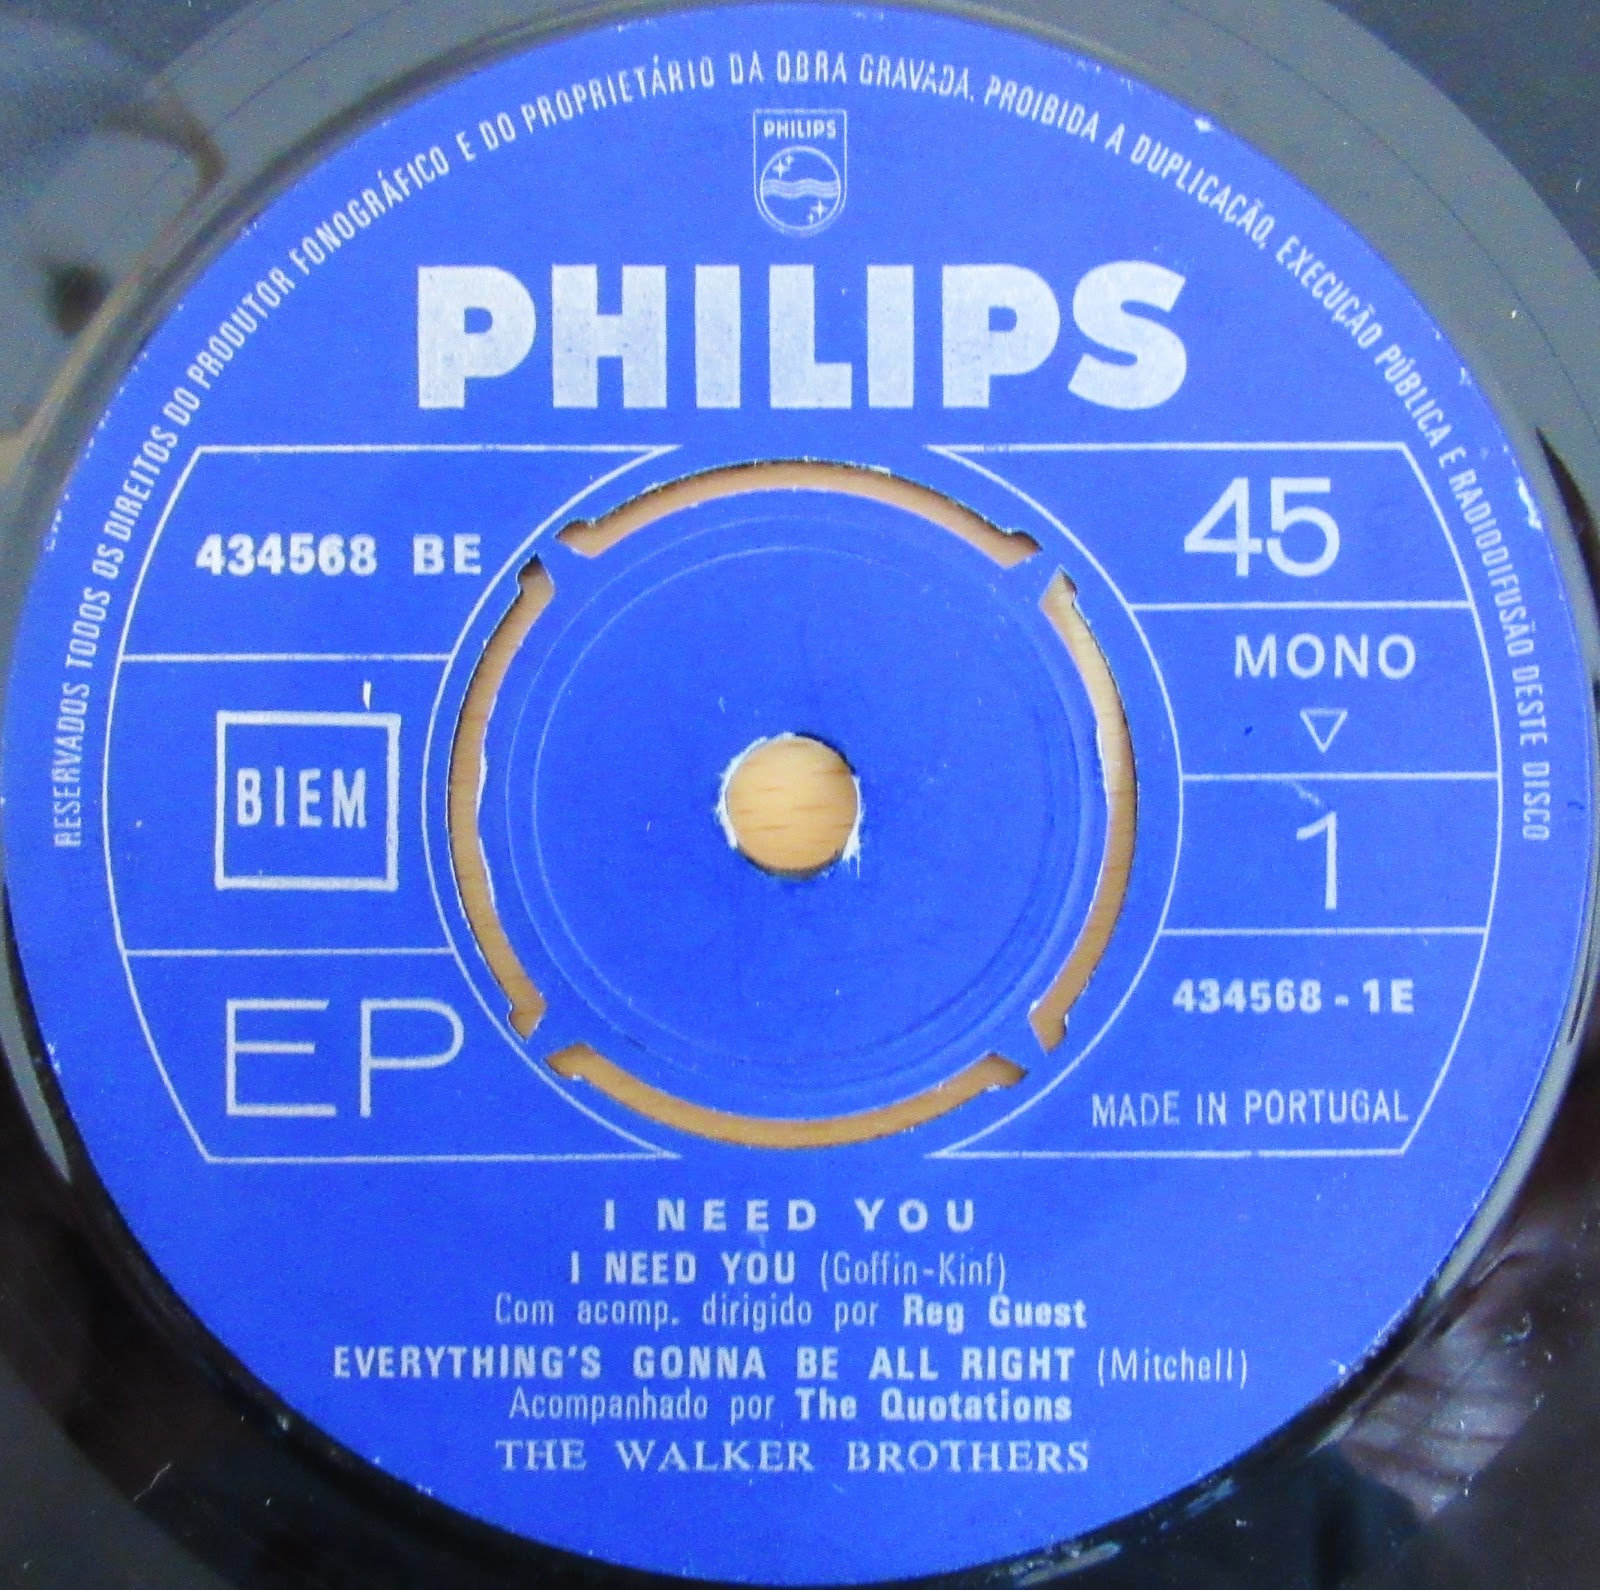 RESERVADOS TODOS OS DIREITOS DO PRODUTOR FONOGRÁFICO E DO PROPRIETÁRIO DA OBRA GRAVADA. PROIBIDA A DUPLICAÇÃO, EXECUÇÃO PÚBLICA E RADIODIFUSÃO DESTE DISCO
PHILIPS
PHILIPS
434568 BE
BIEM
EP
45
MONO
1
434568 - 1E
MADE IN PORTUGAL
I NEED YOU
I NEED YOU (Goffin-Kinf)
Com acomp. dirigido por Reg Guest
EVERYTHING'S GONNA BE ALL RIGHT (Mitchell)
Acompanhado por The Quotations
THE WALKER BROTHERS